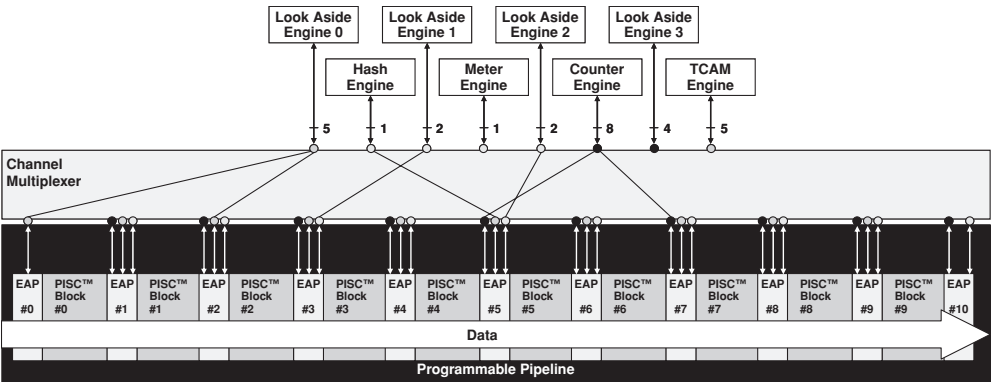 Look Aside Engine 0
Look Aside Engine 1
Look Aside Engine 2
Look Aside Engine 3
Hash Engine
Meter Engine
Counter Engine
TCAM Engine
5 1 2 1 2 8 4 5
Channel Multiplexer
EAP #0
PISC™ Block #0
EAP #1
PISC™ Block #1
EAP #2
PISC™ Block #2
EAP #3
PISC™ Block #3
EAP #4
PISC™ Block #4
EAP #5
PISC™ Block #5
EAP #6
PISC™ Block #6
EAP #7
PISC™ Block #7
EAP #8
PISC™ Block #8
EAP #9
PISC™ Block #9
EAP #10
Data
Programmable Pipeline